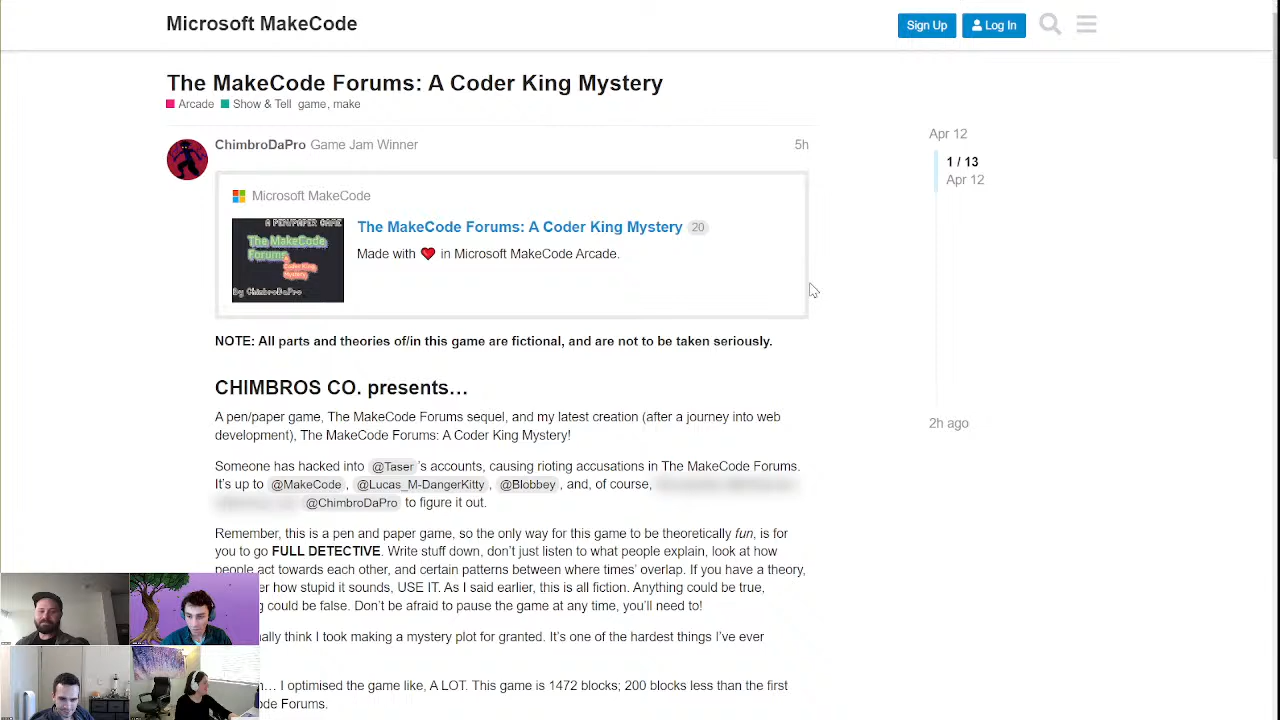 Microsoft MakeCode
Sign Up
Log In
The MakeCode Forums: A Coder King Mystery
Arcade Show & Tell game, make
ChimbroDaPro Game Jam Winner
5h
Apr 12
1 / 13
Apr 12
Microsoft MakeCode
A PEN/PAPER GAME
The MakeCode
Forums
Coder King
Mystery
By ChimbroDaPro
The MakeCode Forums: A Coder King Mystery 20
Made with ❤️ in Microsoft MakeCode Arcade.
NOTE: All parts and theories of/in this game are fictional, and are not to be taken seriously.
CHIMBROS CO. presents…
A pen/paper game, The MakeCode Forums sequel, and my latest creation (after a journey into web
development), The MakeCode Forums: A Coder King Mystery!
2h ago
Someone has hacked into @Taser 's accounts, causing rioting accusations in The MakeCode Forums.
It's up to @MakeCode , @Lucas_M-DangerKitty , @Blobbey , and, of course,
@ChimbroDaPro to figure it out.
Remember, this is a pen and paper game, so the only way for this game to be theoretically fun, is for
you to go FULL DETECTIVE. Write stuff down, don't just listen to what people explain, look at how
people act towards each other, and certain patterns between where times' overlap. If you have a theory,
how stupid it sounds, USE IT. As I said earlier, this is all fiction. Anything could be true,
could be false. Don't be afraid to pause the game at any time, you'll need to!
think I took making a mystery plot for granted. It's one of the hardest things I've ever
… I optimised the game like, A LOT. This game is 1472 blocks; 200 blocks less than the first
Forums.